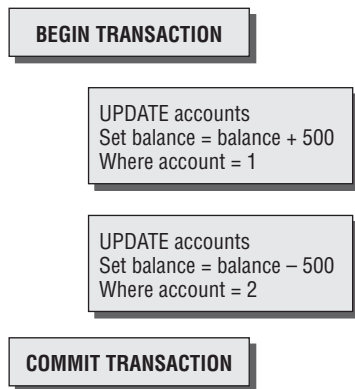 BEGIN TRANSACTION
UPDATE accounts
Set balance = balance + 500
Where account = 1
UPDATE accounts
Set balance = balance – 500
Where account = 2
COMMIT TRANSACTION